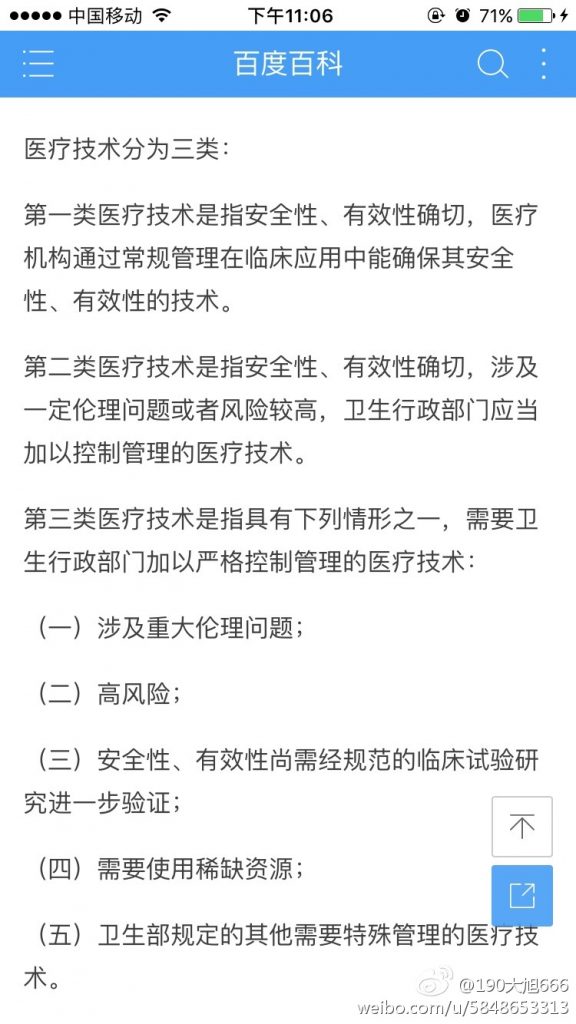 中国移动 下午11:06 71%
百度百科
医疗技术分为三类：
第一类医疗技术是指安全性、有效性确切，医疗
机构通过常规管理在临床应用中能确保其安全
性、有效性的技术。
第二类医疗技术是指安全性、有效性确切，涉及
一定伦理问题或者风险较高，卫生行政部门应当
加以控制管理的医疗技术。
第三类医疗技术是指具有下列情形之一，需要卫
生行政部门加以严格控制管理的医疗技术：
（一）涉及重大伦理问题；
（二）高风险；
（三）安全性、有效性尚需经规范的临床试验研
究进一步验证；
（四）需要使用稀缺资源；
（五）卫生部规定的其他需要特殊管理的医疗技
术。
@190大旭666
weibo.com/u/5848653313